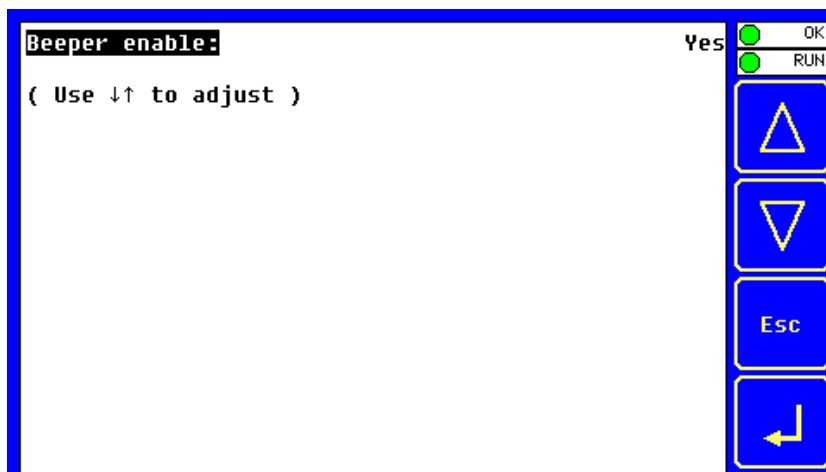 Beeper enable: Yes
( Use ↓↑ to adjust )
OK
RUN
Esc